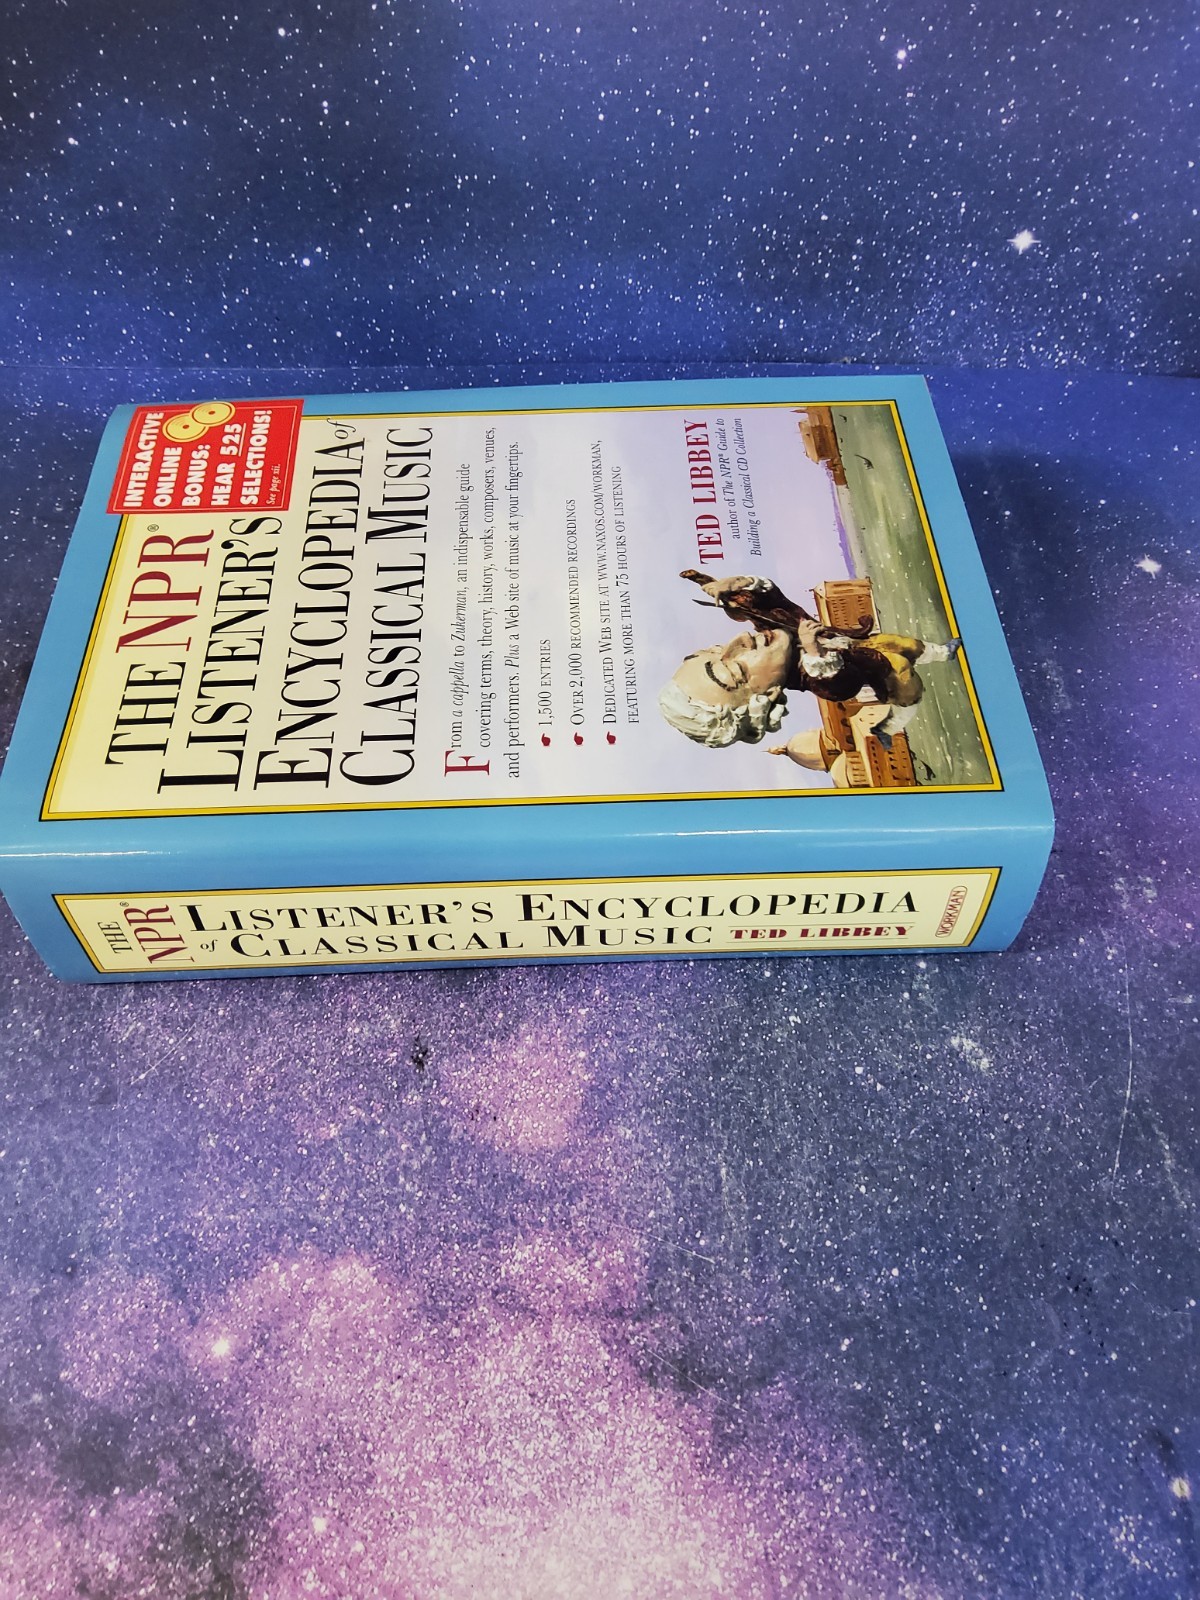 INTERACTIVE
ONLINE
BONUS:
HEAR 525
SELECTIONS!
See page xii.
THE NPR®
LISTENER'S
ENCYCLOPEDIA of
CLASSICAL MUSIC
From a cappella to Zukerman, an indispensable guide
covering terms, theory, history, works, composers, venues,
and performers. Plus a Web site of music at your fingertips.
1,500 ENTRIES
OVER 2,000 RECOMMENDED RECORDINGS
DEDICATED WEB SITE AT WWW.NAXOS.COM/WORKMAN,
FEATURING MORE THAN 75 HOURS OF LISTENING
TED LIBBEY
author of The NPR® Guide to
Building a Classical CD Collection
THE
NPR®
LISTENER'S ENCYCLOPEDIA
of CLASSICAL MUSIC TED LIBBEY
WORKMAN